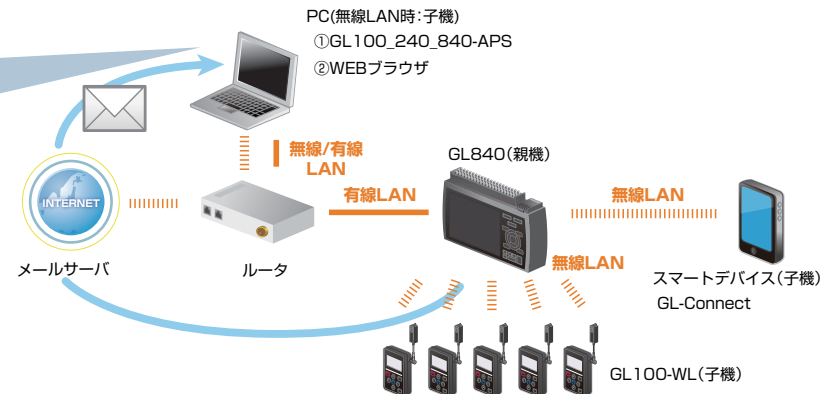 PC(無線LAN時:子機)
①GL100_240_840-APS
②WEBブラウザ
無線/有線
LAN
GL840(親機)
INTERNET
有線LAN
無線LAN
無線LAN
メールサーバ
ルータ
スマートデバイス(子機)
GL-Connect
GL100-WL(子機)